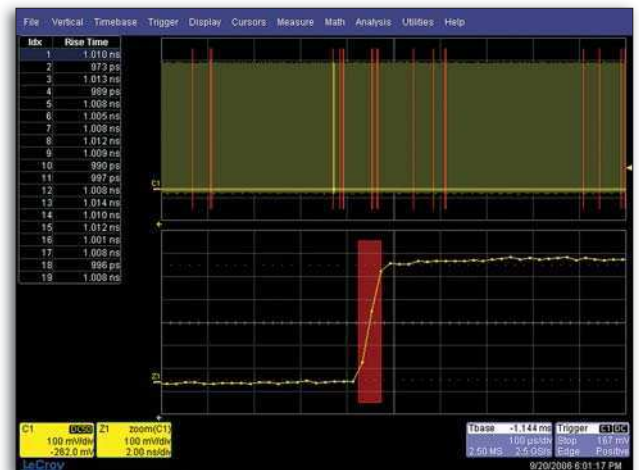 File Vertical Timebase Trigger Display Cursors Measure Math Analysis Utilities Help
Idx Rise Time
1 1.010 ns
2 973 ps
3 1.013 ns
4 989 ps
5 1.008 ns
6 1.005 ns
7 1.008 ns
8 1.012 ns
9 1.009 ns
10 990 ps
11 997 ps
12 1.008 ns
13 1.014 ns
14 1.010 ns
15 1.012 ns
16 1.001 ns
17 1.008 ns
18 996 ps
19 1.008 ns
C1
Z1
C1 DC50 Z1 zoom(C1) Tbase -1.144 ms Trigger C1 DC
100 mV/div 100 mV/div 100 µs/div Stop 167 mV
-262.0 mV 2.00 ns/div 2.50 MS 2.5 GS/s Edge Positive
LeCroy 9/20/2006 6:01:17 PM